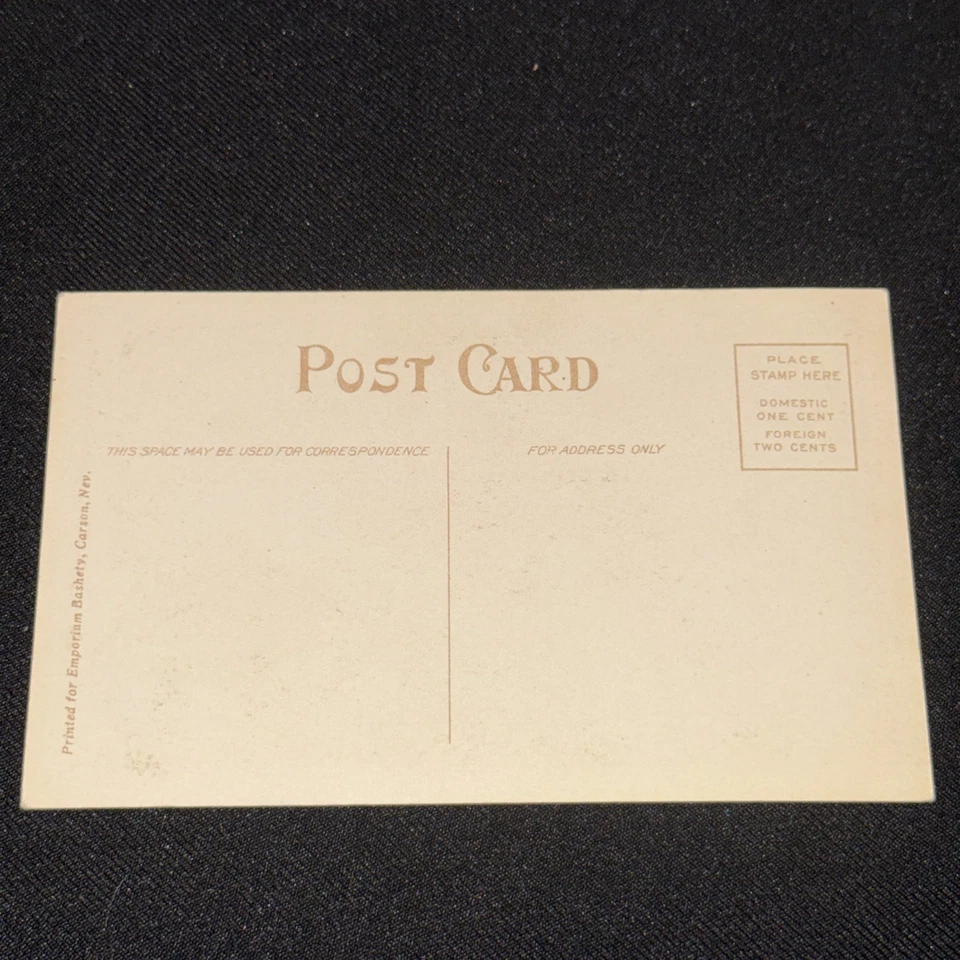 POST CARD
PLACE
STAMP HERE
DOMESTIC
ONE CENT
FOREIGN
TWO CENTS
THIS SPACE MAY BE USED FOR CORRESPONDENCE
FOR ADDRESS ONLY
Printed for Emporium Bashety, Carson, Nev.